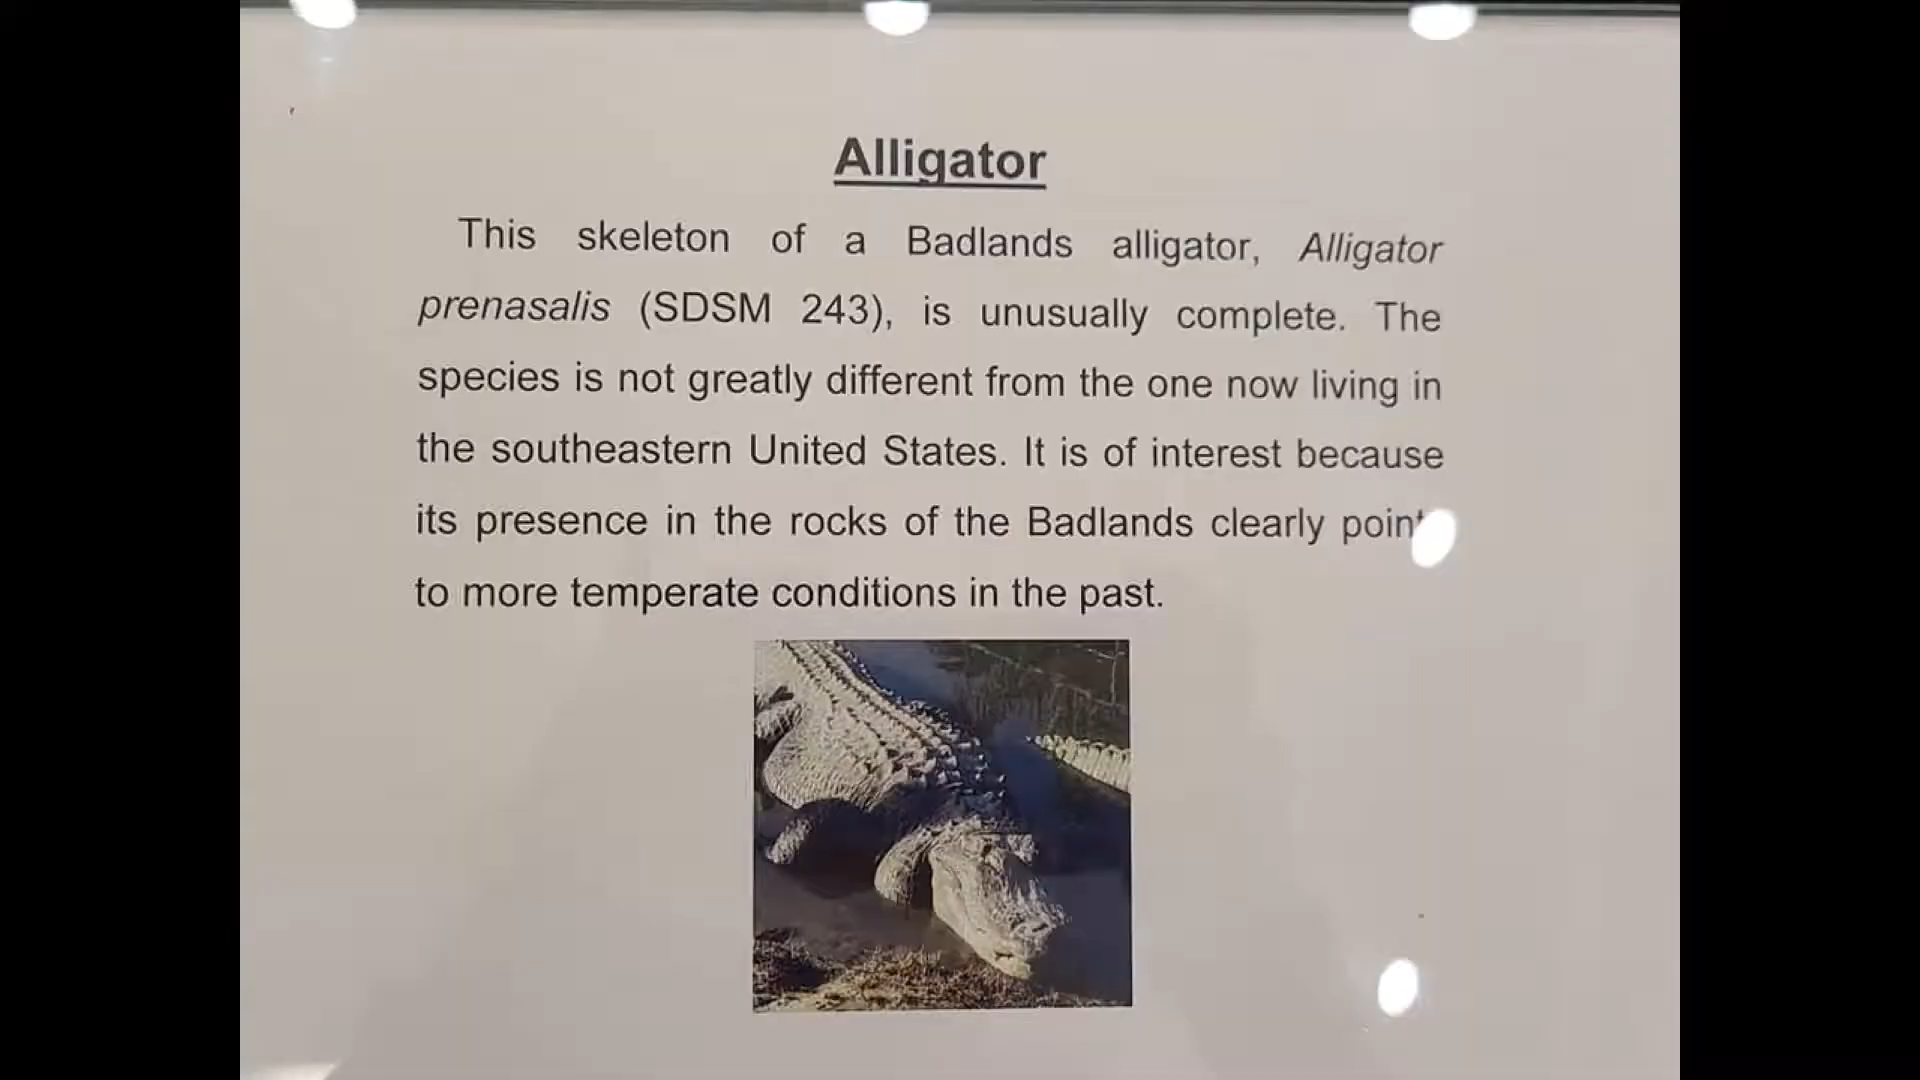 Alligator
This skeleton of a Badlands alligator, Alligator
prenasalis (SDSM 243), is unusually complete. The
species is not greatly different from the one now living in
the southeastern United States. It is of interest because
its presence in the rocks of the Badlands clearly
to more temperate conditions in the past.